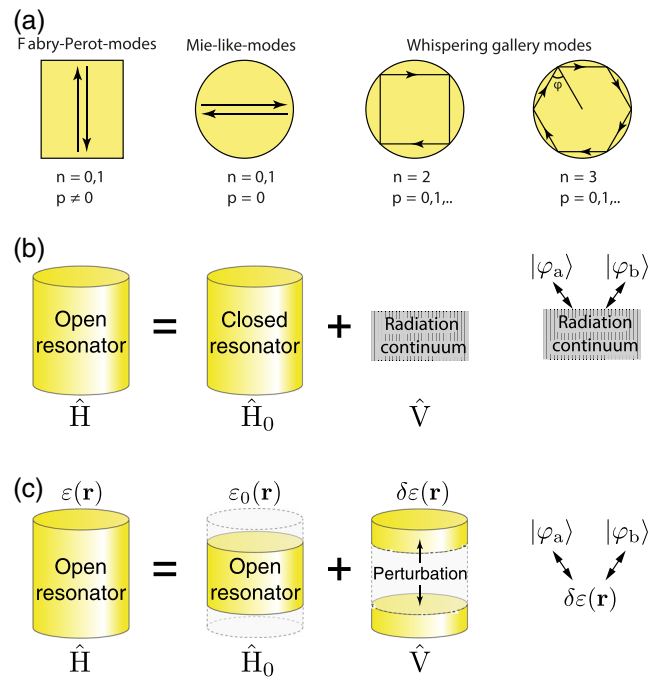 (a)
Fabry-Perot-modes Mie-like-modes Whispering gallery modes
φ
n = 0,1 n = 0,1 n = 2 n = 3
p ≠ 0 p = 0 p = 0,1,.. p = 0,1,..
(b)
|φa⟩ |φb⟩
Open resonator = Closed resonator + Radiation continuum Radiation continuum
Ĥ Ĥ0 V̂
(c)
ε(r) ε0(r) δε(r)
|φa⟩ |φb⟩
Open resonator = Open resonator + Perturbation δε(r)
Ĥ Ĥ0 V̂